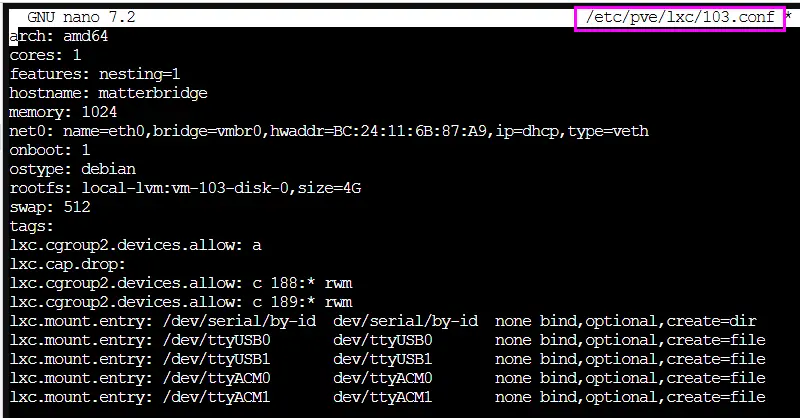 GNU nano 7.2 /etc/pve/lxc/103.conf *
arch: amd64
cores: 1
features: nesting=1
hostname: matterbridge
memory: 1024
net0: name=eth0,bridge=vmbr0,hwaddr=BC:24:11:6B:87:A9,ip=dhcp,type=veth
onboot: 1
ostype: debian
rootfs: local-lvm:vm-103-disk-0,size=4G
swap: 512
tags:
lxc.cgroup2.devices.allow: a
lxc.cap.drop:
lxc.cgroup2.devices.allow: c 188:* rwm
lxc.cgroup2.devices.allow: c 189:* rwm
lxc.mount.entry: /dev/serial/by-id dev/serial/by-id none bind,optional,create=dir
lxc.mount.entry: /dev/ttyUSB0 dev/ttyUSB0 none bind,optional,create=file
lxc.mount.entry: /dev/ttyUSB1 dev/ttyUSB1 none bind,optional,create=file
lxc.mount.entry: /dev/ttyACM0 dev/ttyACM0 none bind,optional,create=file
lxc.mount.entry: /dev/ttyACM1 dev/ttyACM1 none bind,optional,create=file